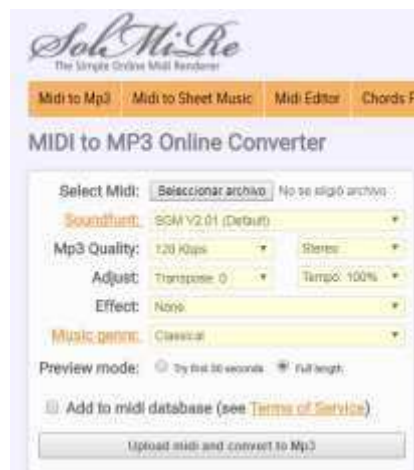 SolMiRe
The Simple Online Midi Renderer
Midi to Mp3 Midi to Sheet Music Midi Editor Chords
MIDI to MP3 Online Converter
Select Midi: Seleccionar archivo No se eligió archivo
Soundfont: SGM V2.01 (Default)
Mp3 Quality: 128 Kbps Stereo
Adjust: Transpose: 0 Tempo: 100%
Effect: None
Music genre: Classical
Preview mode: Try first 30 seconds Full length
Add to midi database (see Terms of Service)
Upload midi and convert to Mp3